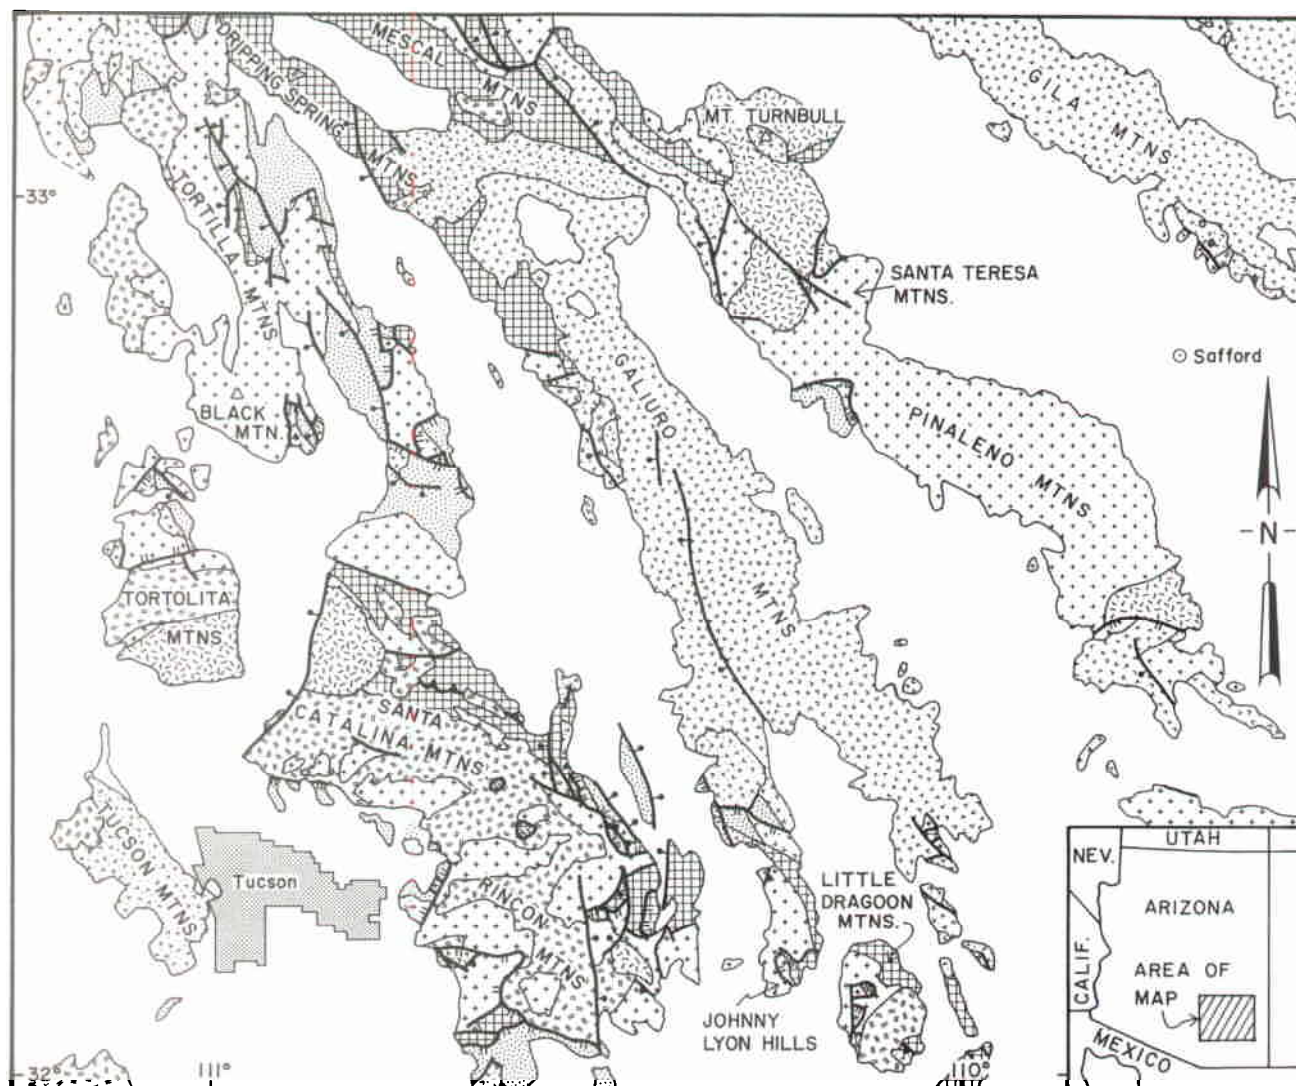 DRIPPING SPRING
MTNS
MESCAL
MTNS
MT. TURNBULL
GILA
MTNS
33°
TORTILLA
MTNS
SANTA TERESA
MTNS.
Safford
GALIURO
MTNS
BLACK
MTN.
PINALENO MTNS
N
TORTOLITA
MTNS
SANTA
CATALINA MTNS
TUCSON MTNS
Tucson
RINCON
MTNS
LITTLE
DRAGOON
MTNS.
JOHNNY
LYON HILLS
UTAH
NEV.
ARIZONA
CALIF.
AREA OF
MAP
MEXICO
32°
111°
110°